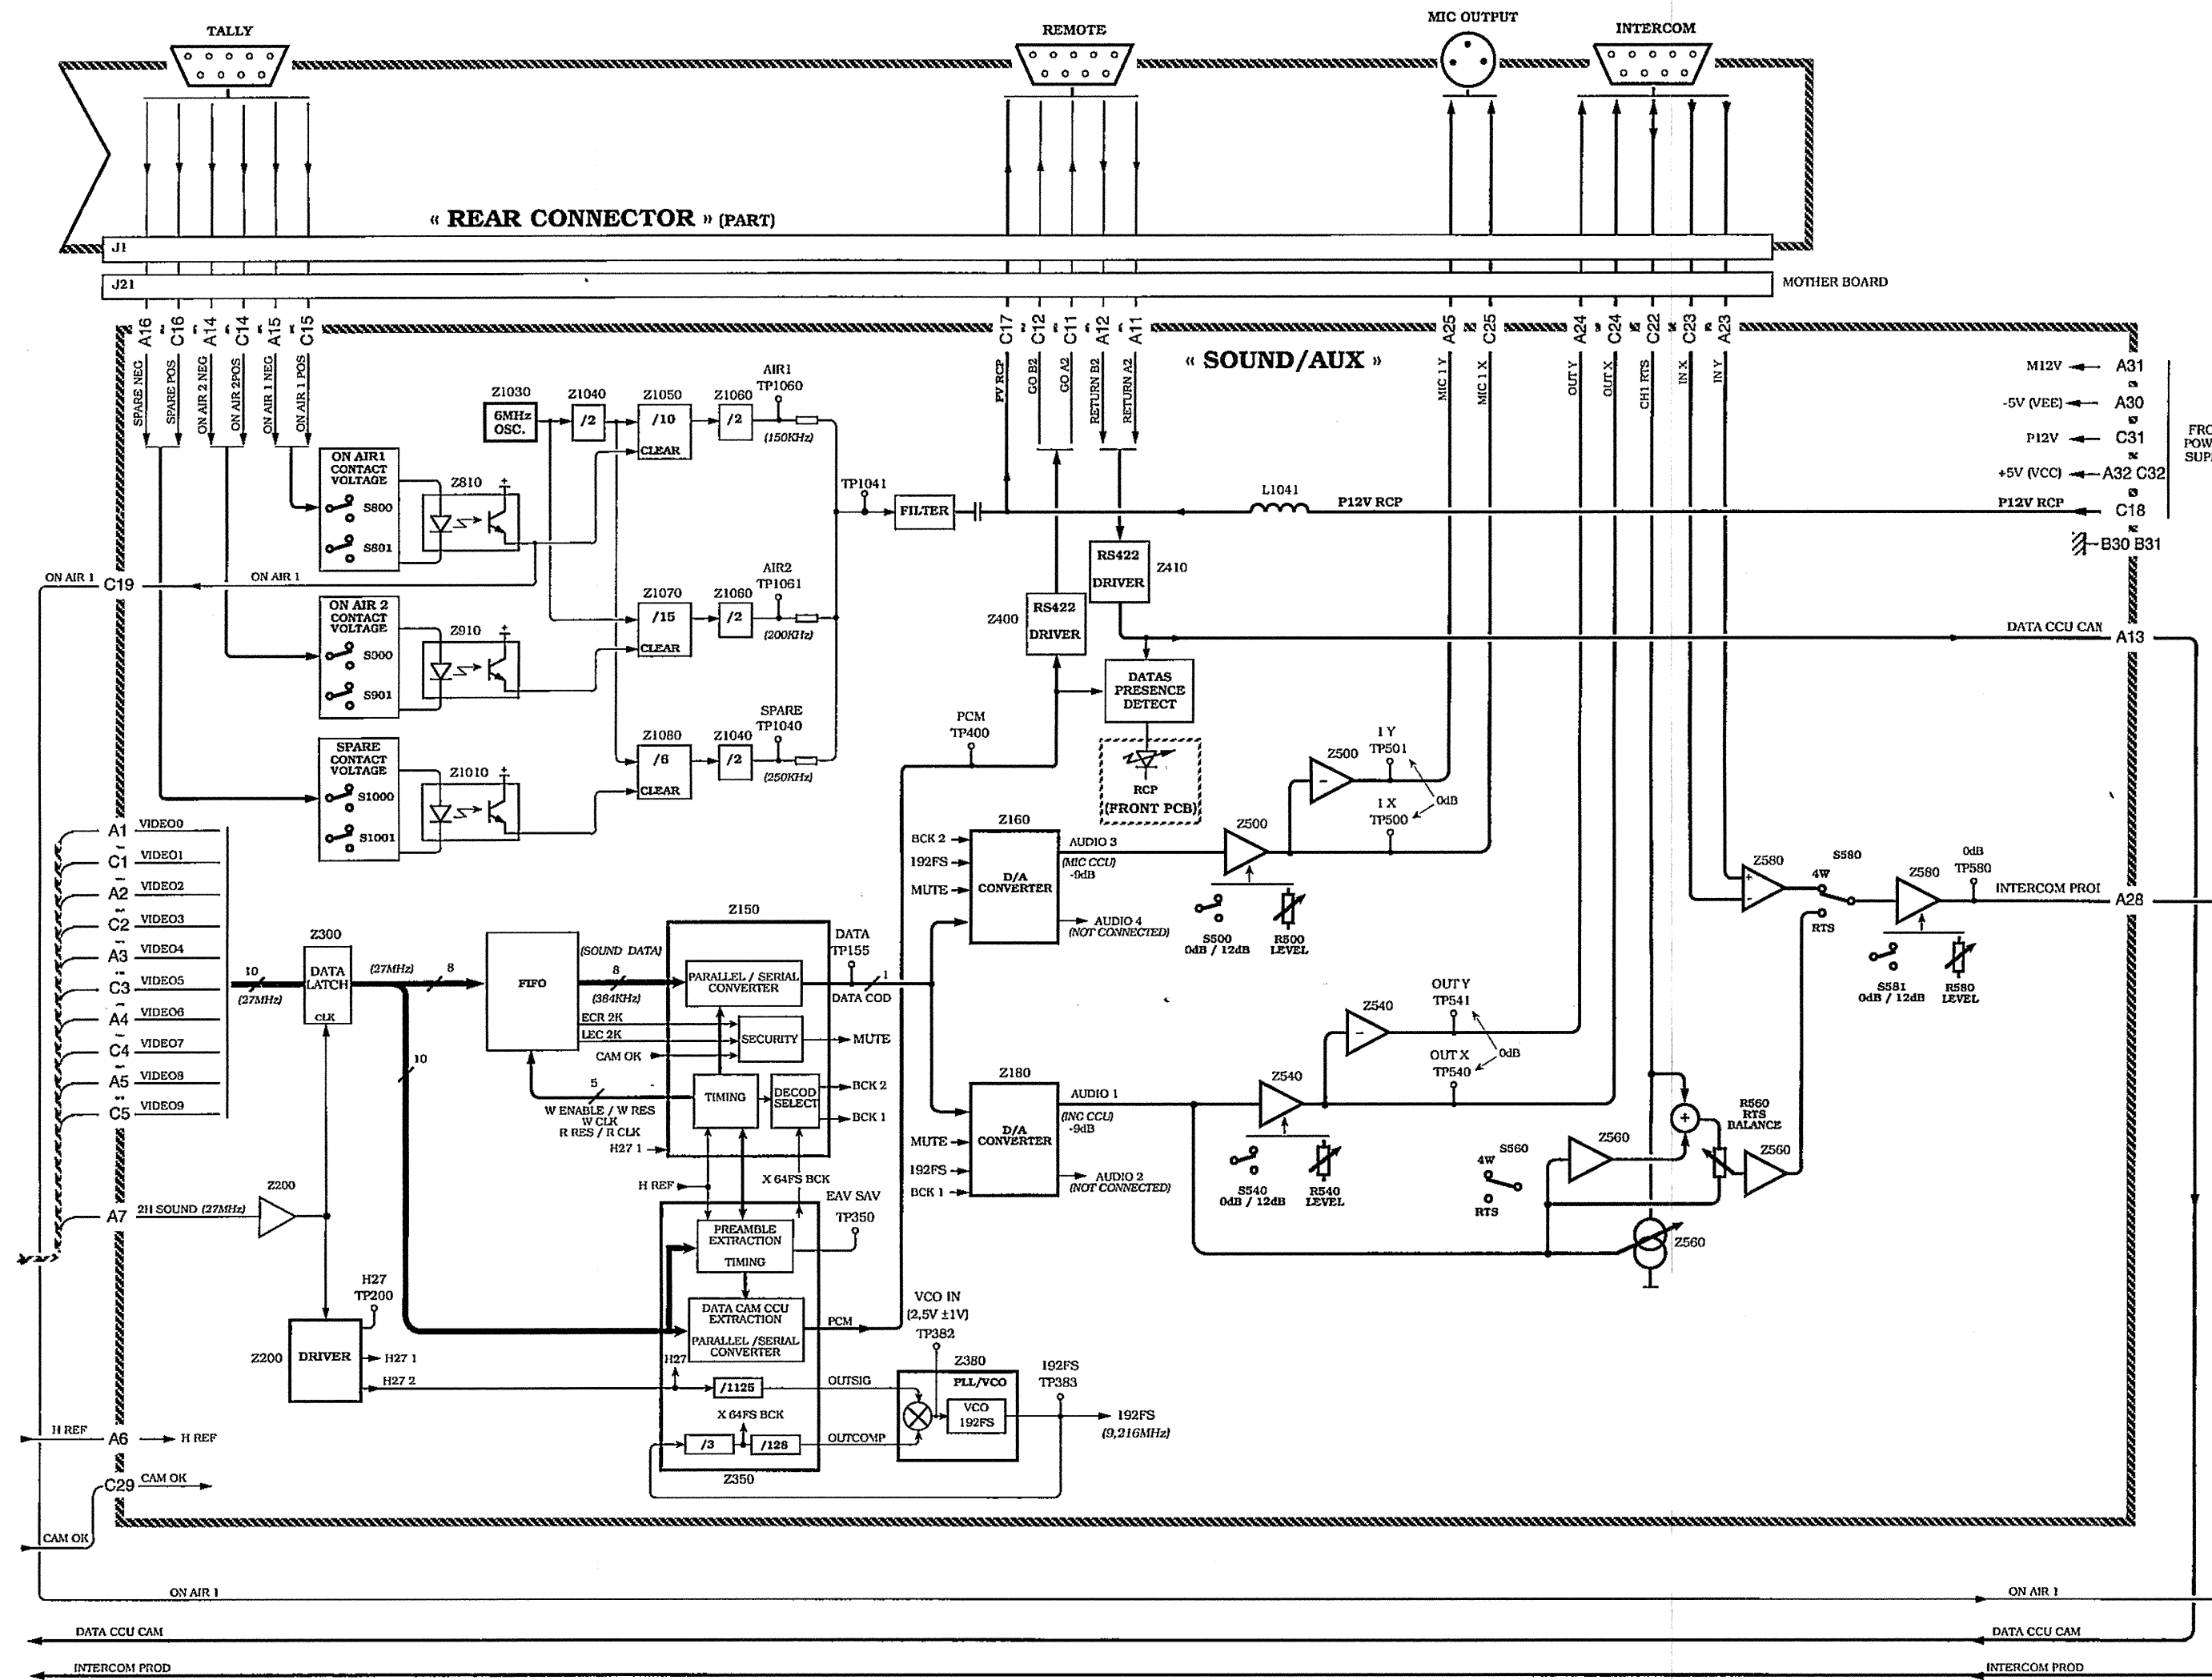 TALLY
REMOTE
MIC OUTPUT
INTERCOM
« REAR CONNECTOR » (PART)
J1
J21
MOTHER BOARD
A16
C16
A14
C14
A15
C15
C17
C12
C11
A12
A11
A25
C25
A24
C24
C22
C23
A23
SPARE NEG
SPARE POS
ON AIR 2 NEG
ON AIR 2POS
ON AIR 1 NEG
ON AIR 1 POS
PV RCP
GO B2
GO A2
RETURN B2
RETURN A2
MIC 1 Y
MIC 1 X
OUT Y
OUT X
CH1 RTS
IN X
IN Y
« SOUND/AUX »
M12V
A31
-5V (VEE)
A30
P12V
C31
+5V (VCC)
A32 C32
P12V RCP
C18
B30 B31
Z1030
6MHz
OSC.
Z1040
/2
Z1050
/10
CLEAR
Z1060
/2
AIR1
TP1060
(150KHz)
ON AIR1
CONTACT
VOLTAGE
S800
S801
Z810
TP1041
FILTER
L1041
P12V RCP
ON AIR 1
C19
ON AIR 1
ON AIR 2
CONTACT
VOLTAGE
S900
S901
Z910
Z1070
/15
CLEAR
Z1060
/2
AIR2
TP1061
(200KHz)
RS422
DRIVER
Z410
Z400
RS422
DRIVER
DATA CCU CAM
A13
DATAS
PRESENCE
DETECT
RCP
(FRONT PCB)
SPARE
CONTACT
VOLTAGE
S1000
S1001
Z1010
Z1080
/6
CLEAR
Z1040
/2
SPARE
TP1040
(250KHz)
PCM
TP400
A1 VIDEO0
C1 VIDEO1
A2 VIDEO2
C2 VIDEO3
A3 VIDEO4
C3 VIDEO5
A4 VIDEO6
C4 VIDEO7
A5 VIDEO8
C5 VIDEO9
10
(27MHz)
Z300
DATA
LATCH
CLK
(27MHz)
8
10
FIFO
(SOUND DATA)
8
(384KHz)
ECR 2K
LEC 2K
CAM OK
5
W ENABLE / W RES
W CLK
R RES / R CLK
H27 1
Z150
PARALLEL / SERIAL
CONVERTER
SECURITY
MUTE
TIMING
DECOD
SELECT
BCK 2
BCK 1
DATA
TP155
1
DATA COD
Z160
BCK 2
192FS
MUTE
D/A
CONVERTER
AUDIO 3
(MIC CCU)
-9dB
AUDIO 4
(NOT CONNECTED)
Z500
S500
0dB / 12dB
R500
LEVEL
Z500
1 Y
TP501
1 X
TP500
0dB
Z180
MUTE
192FS
BCK 1
D/A
CONVERTER
AUDIO 1
(INC CCU)
-9dB
AUDIO 2
(NOT CONNECTED)
Z540
S540
0dB / 12dB
R540
LEVEL
Z540
OUT Y
TP541
OUT X
TP540
0dB
Z580
4W
S580
RTS
Z580
0dB
TP580
S581
0dB / 12dB
R580
LEVEL
A28
R560
RTS
BALANCE
+
Z560
Z560
4W
S560
RTS
Z560
A7
2H SOUND (27MHz)
Z200
H REF
X 64FS BCK
EAV SAV
TP350
PREAMBLE
EXTRACTION
TIMING
DATA CAM CCU
EXTRACTION
PARALLEL /SERIAL
CONVERTER
PCM
H27
TP200
Z200
DRIVER
H27 1
H27 2
H27
/1125
OUTSIG
X 64FS BCK
/3
/128
OUTCOMP
Z350
VCO IN
(2,5V ±1V)
TP382
Z380
PLL/VCO
VCO
192FS
192FS
TP383
192FS
(9,216MHz)
H REF
A6
H REF
C29
CAM OK
CAM OK
ON AIR 1
ON AIR 1
DATA CCU CAM
DATA CCU CAM
INTERCOM PROD
INTERCOM PROD